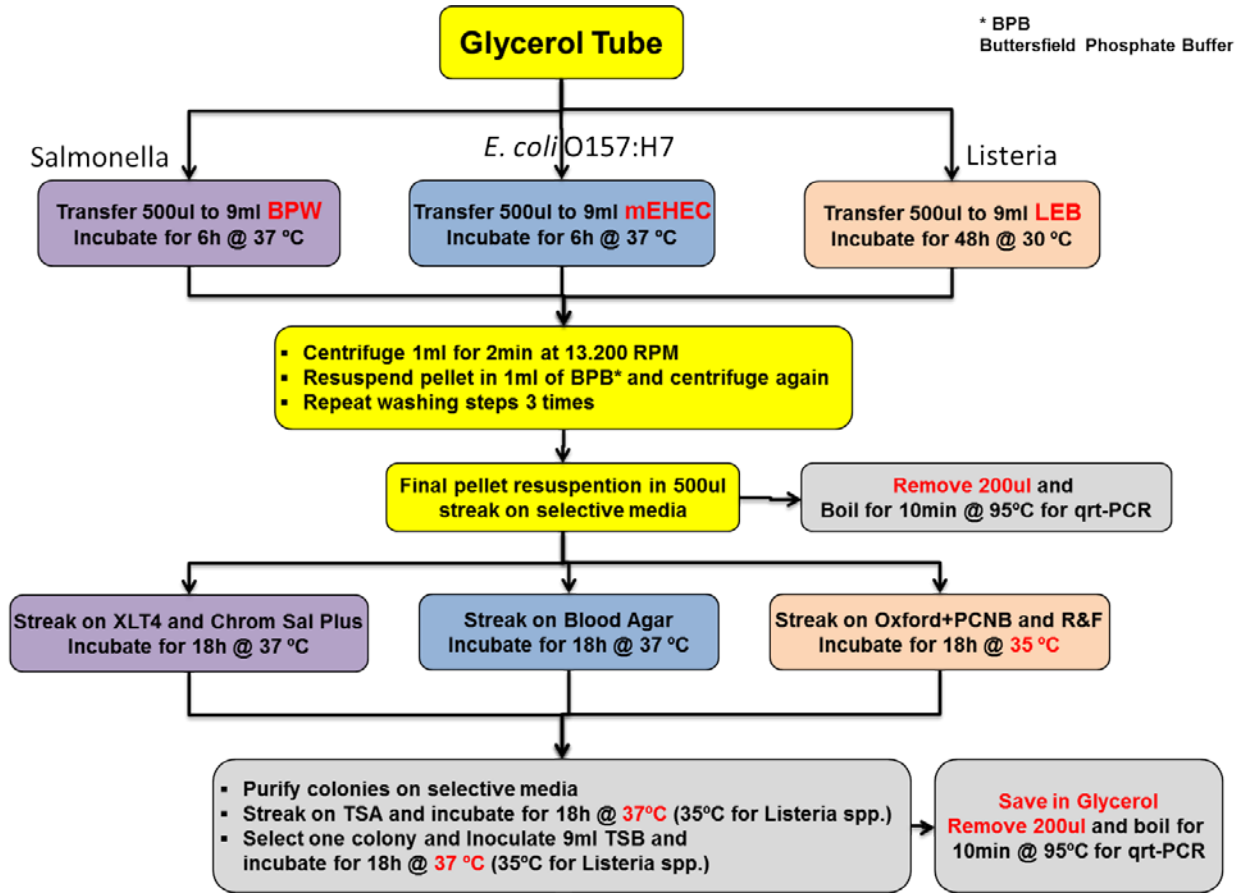 Glycerol Tube
* BPB
Buttersfield Phosphate Buffer
Salmonella
E. coli O157:H7
Listeria
Transfer 500ul to 9ml BPW
Incubate for 6h @ 37 ºC
Transfer 500ul to 9ml mEHEC
Incubate for 6h @ 37 ºC
Transfer 500ul to 9ml LEB
Incubate for 48h @ 30 ºC
▪ Centrifuge 1ml for 2min at 13.200 RPM
▪ Resuspend pellet in 1ml of BPB* and centrifuge again
▪ Repeat washing steps 3 times
Final pellet resuspention in 500ul
streak on selective media
Remove 200ul and
Boil for 10min @ 95ºC for qrt-PCR
Streak on XLT4 and Chrom Sal Plus
Incubate for 18h @ 37 ºC
Streak on Blood Agar
Incubate for 18h @ 37 ºC
Streak on Oxford+PCNB and R&F
Incubate for 18h @ 35 ºC
▪ Purify colonies on selective media
▪ Streak on TSA and incubate for 18h @ 37ºC (35ºC for Listeria spp.)
▪ Select one colony and Inoculate 9ml TSB and
incubate for 18h @ 37 ºC (35ºC for Listeria spp.)
Save in Glycerol
Remove 200ul and boil for
10min @ 95ºC for qrt-PCR